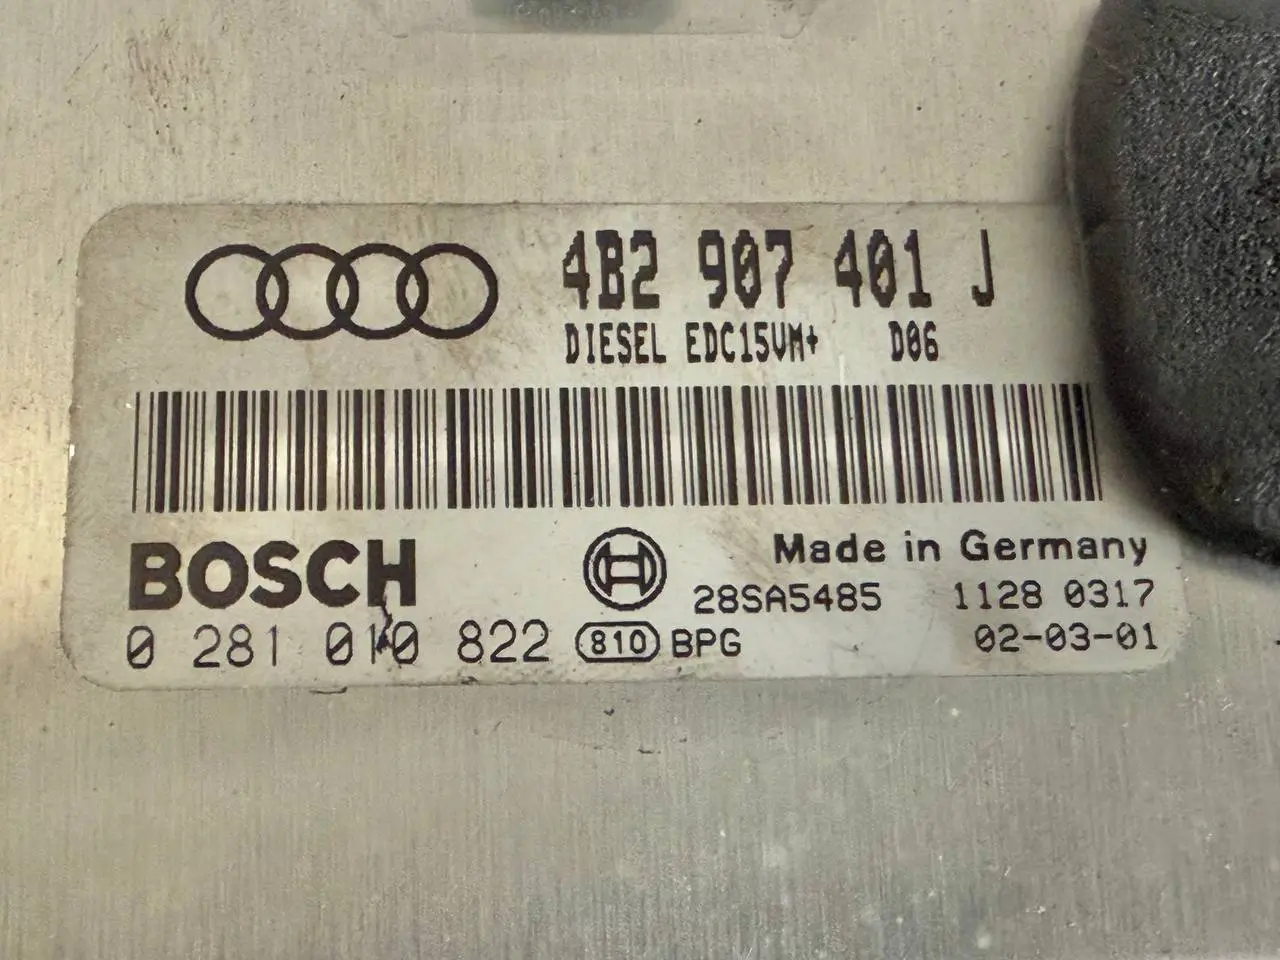 4B2 907 401 J
DIESEL EDC15VM+ D06
BOSCH
Made in Germany
28SA5485 1128 0317
0 281 010 822 810 BPG 02-03-01